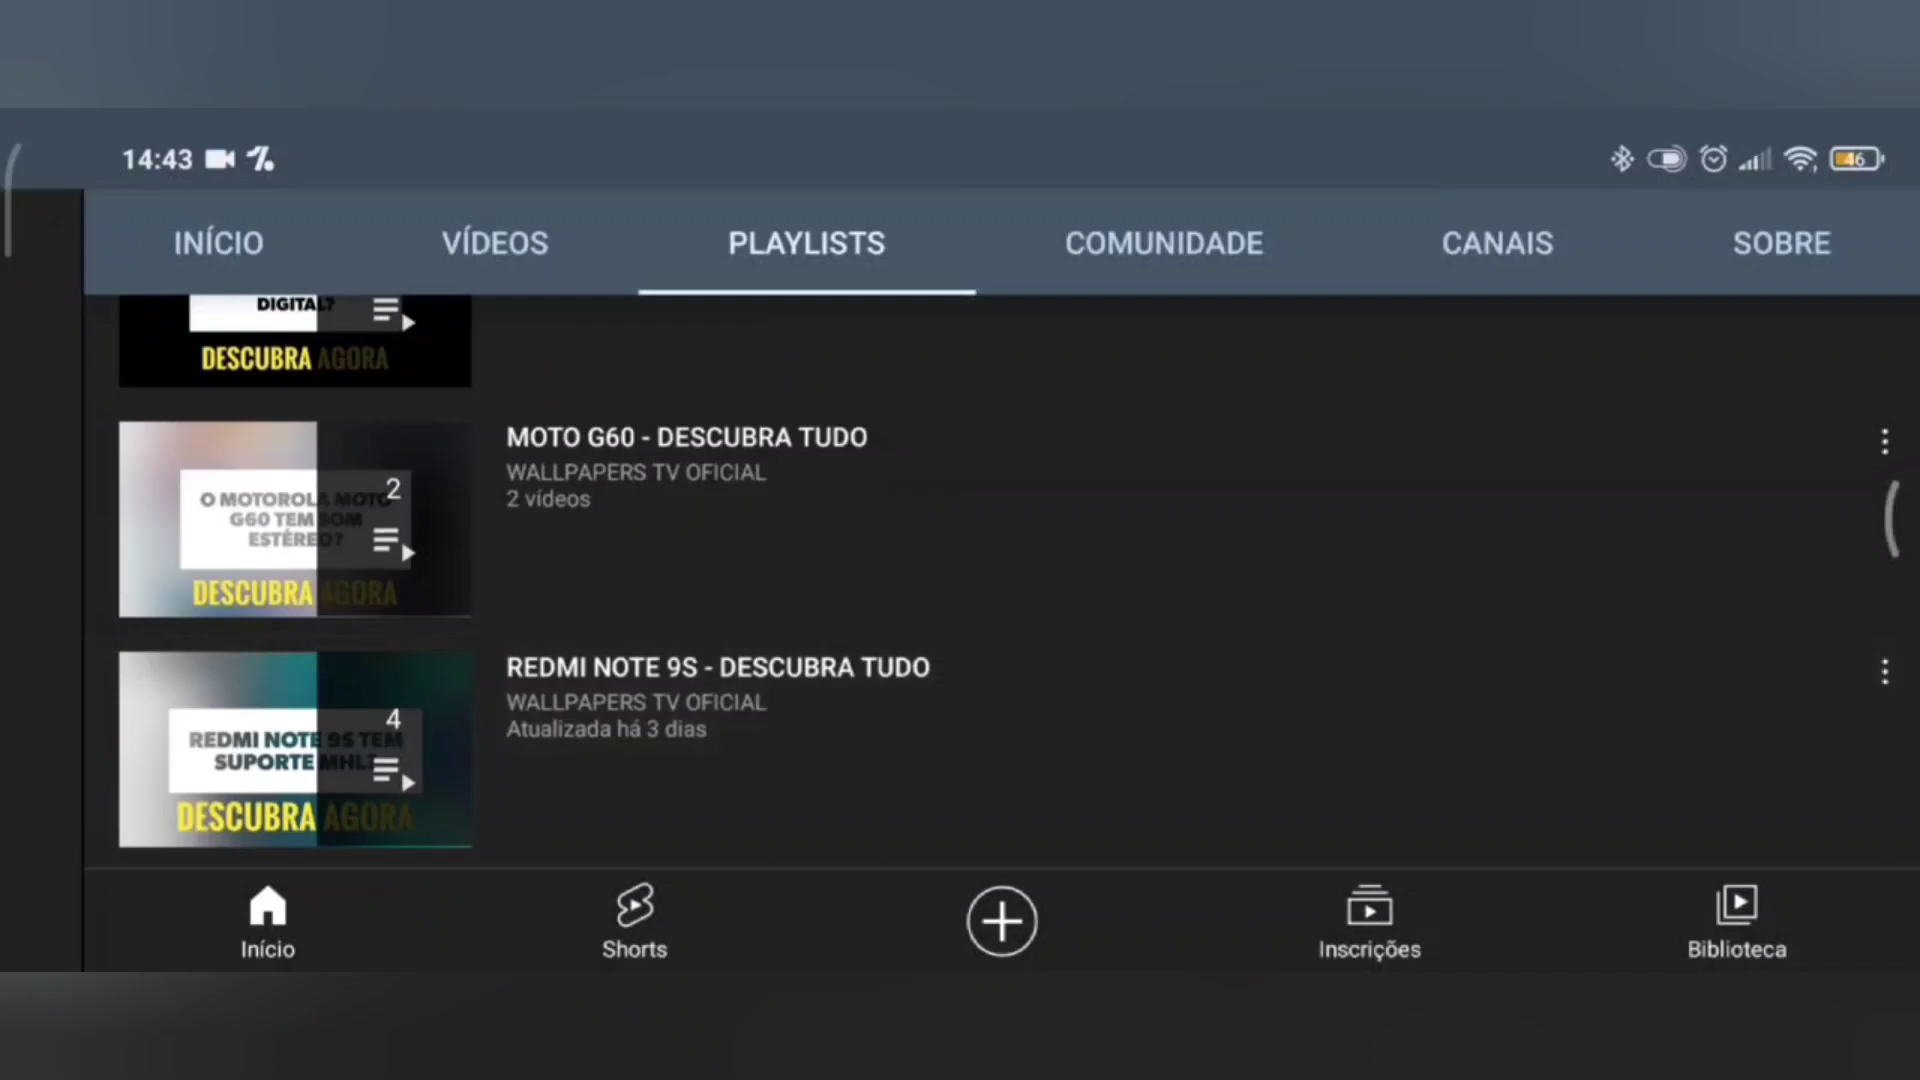 14:43
46
INÍCIO VÍDEOS PLAYLISTS COMUNIDADE CANAIS SOBRE
DIGITAL?
DESCUBRA AGORA
MOTO G60 - DESCUBRA TUDO
WALLPAPERS TV OFICIAL
2 vídeos
2
O MOTOROLA MOTO
G60 TEM SOM
ESTÉREO?
DESCUBRA AGORA
REDMI NOTE 9S - DESCUBRA TUDO
WALLPAPERS TV OFICIAL
Atualizada há 3 dias
4
REDMI NOTE 9S TEM
SUPORTE MHL?
DESCUBRA AGORA
Início Shorts Inscrições Biblioteca